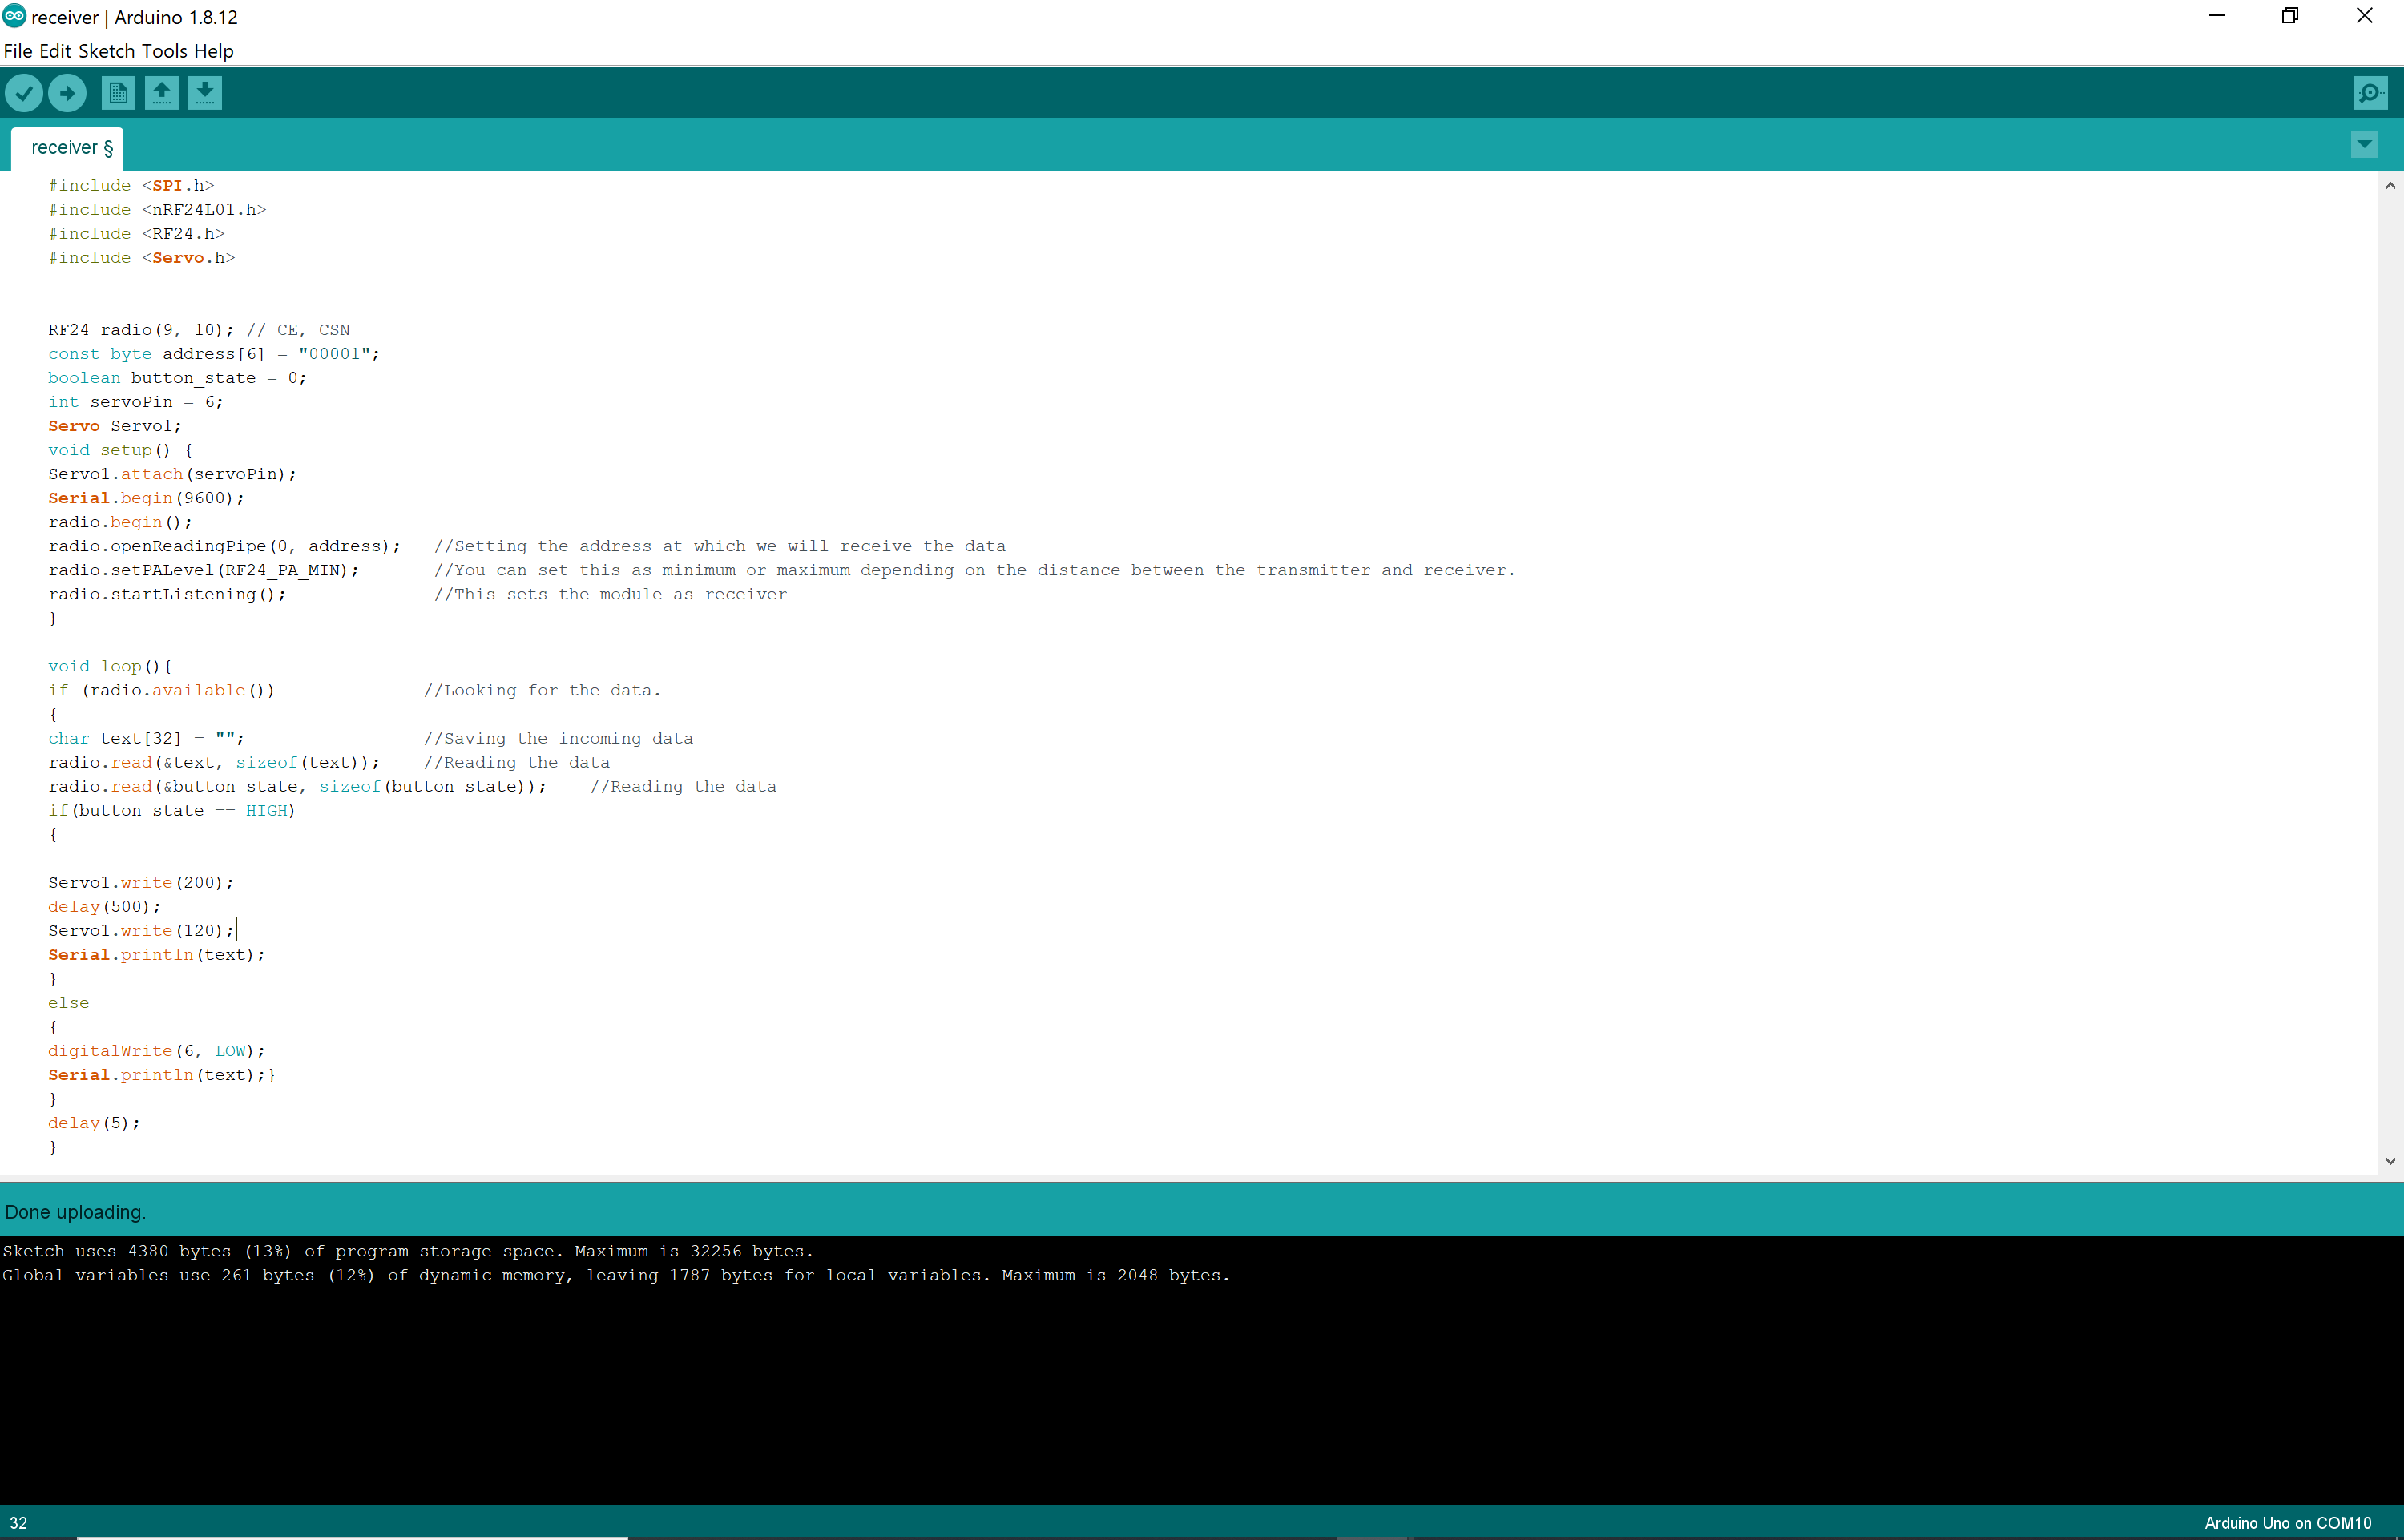 receiver | Arduino 1.8.12
File Edit Sketch Tools Help
receiver §
#include <SPI.h>
#include <nRF24L01.h>
#include <RF24.h>
#include <Servo.h>
RF24 radio(9, 10); // CE, CSN
const byte address[6] = "00001";
boolean button_state = 0;
int servoPin = 6;
Servo Servo1;
void setup() {
Servo1.attach(servoPin);
Serial.begin(9600);
radio.begin();
radio.openReadingPipe(0, address);   //Setting the address at which we will receive the data
radio.setPALevel(RF24_PA_MIN);       //You can set this as minimum or maximum depending on the distance between the transmitter and receiver.
radio.startListening();              //This sets the module as receiver
}
void loop(){
if (radio.available())              //Looking for the data.
{
char text[32] = "";                 //Saving the incoming data
radio.read(&text, sizeof(text));    //Reading the data
radio.read(&button_state, sizeof(button_state));    //Reading the data
if(button_state == HIGH)
{
Servo1.write(200);
delay(500);
Servo1.write(120);
Serial.println(text);
}
else
{
digitalWrite(6, LOW);
Serial.println(text);}
}
delay(5);
}
Done uploading.
Sketch uses 4380 bytes (13%) of program storage space. Maximum is 32256 bytes.
Global variables use 261 bytes (12%) of dynamic memory, leaving 1787 bytes for local variables. Maximum is 2048 bytes.
32
Arduino Uno on COM10